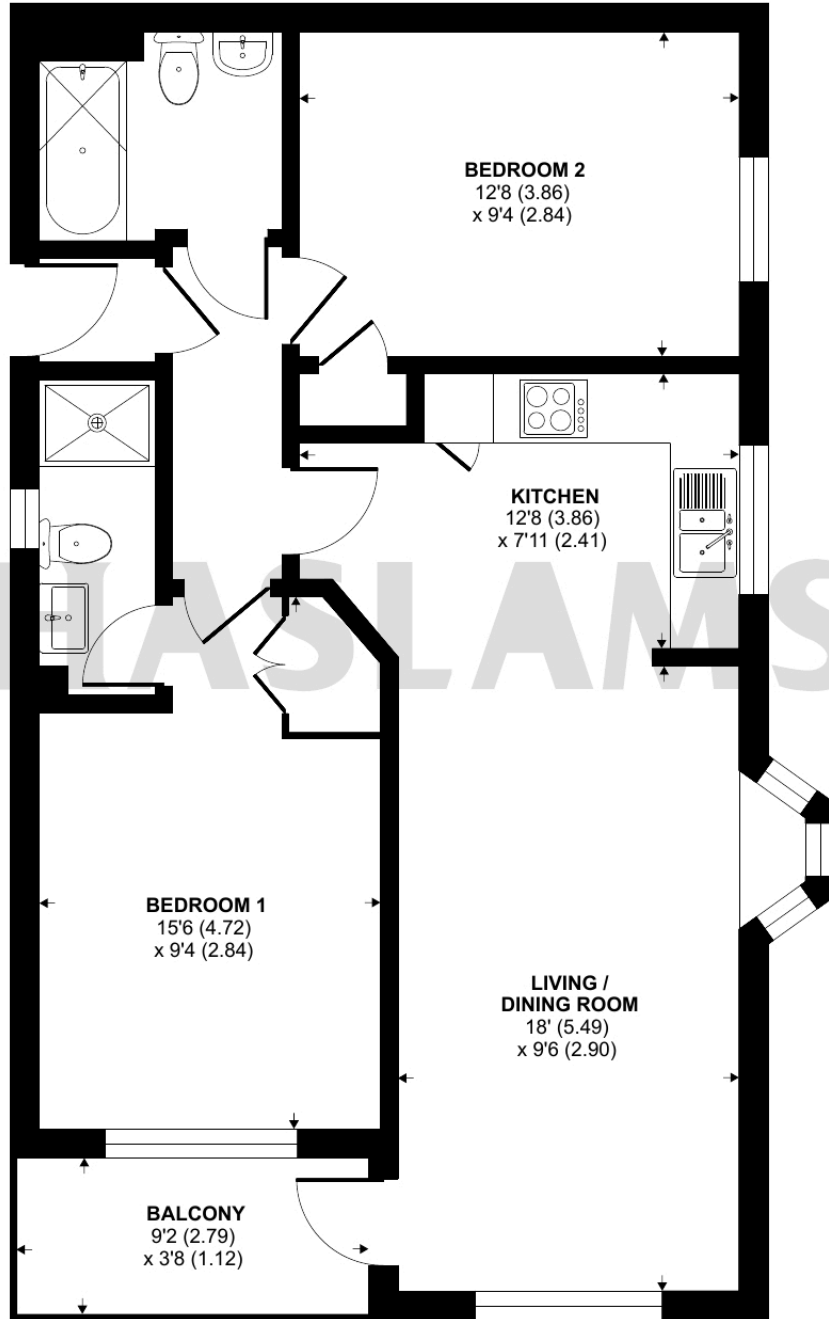 BEDROOM 2
12'8 (3.86)
x 9'4 (2.84)
KITCHEN
12'8 (3.86)
x 7'11 (2.41)
HASLAMS
BEDROOM 1
15'6 (4.72)
x 9'4 (2.84)
LIVING /
DINING ROOM
18' (5.49)
x 9'6 (2.90)
BALCONY
9'2 (2.79)
x 3'8 (1.12)